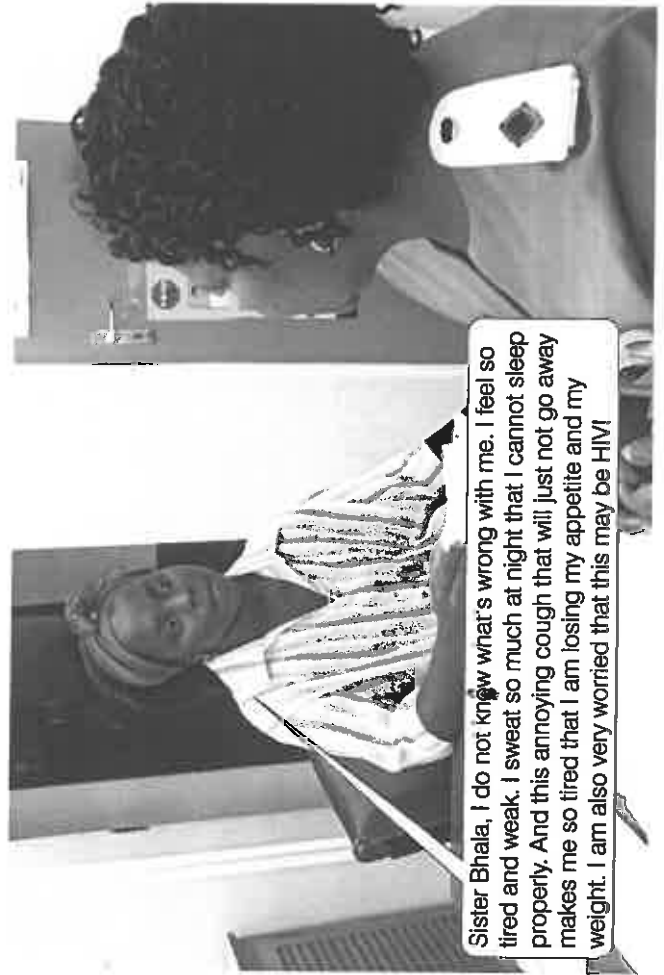 Sister Bhala, I do not know what's wrong with me. I feel so
tired and weak. I sweat so much at night that I cannot sleep
properly. And this annoying cough that will just not go away
makes me so tired that I am losing my appetite and my
weight. I am also very worried that this may be HIV!